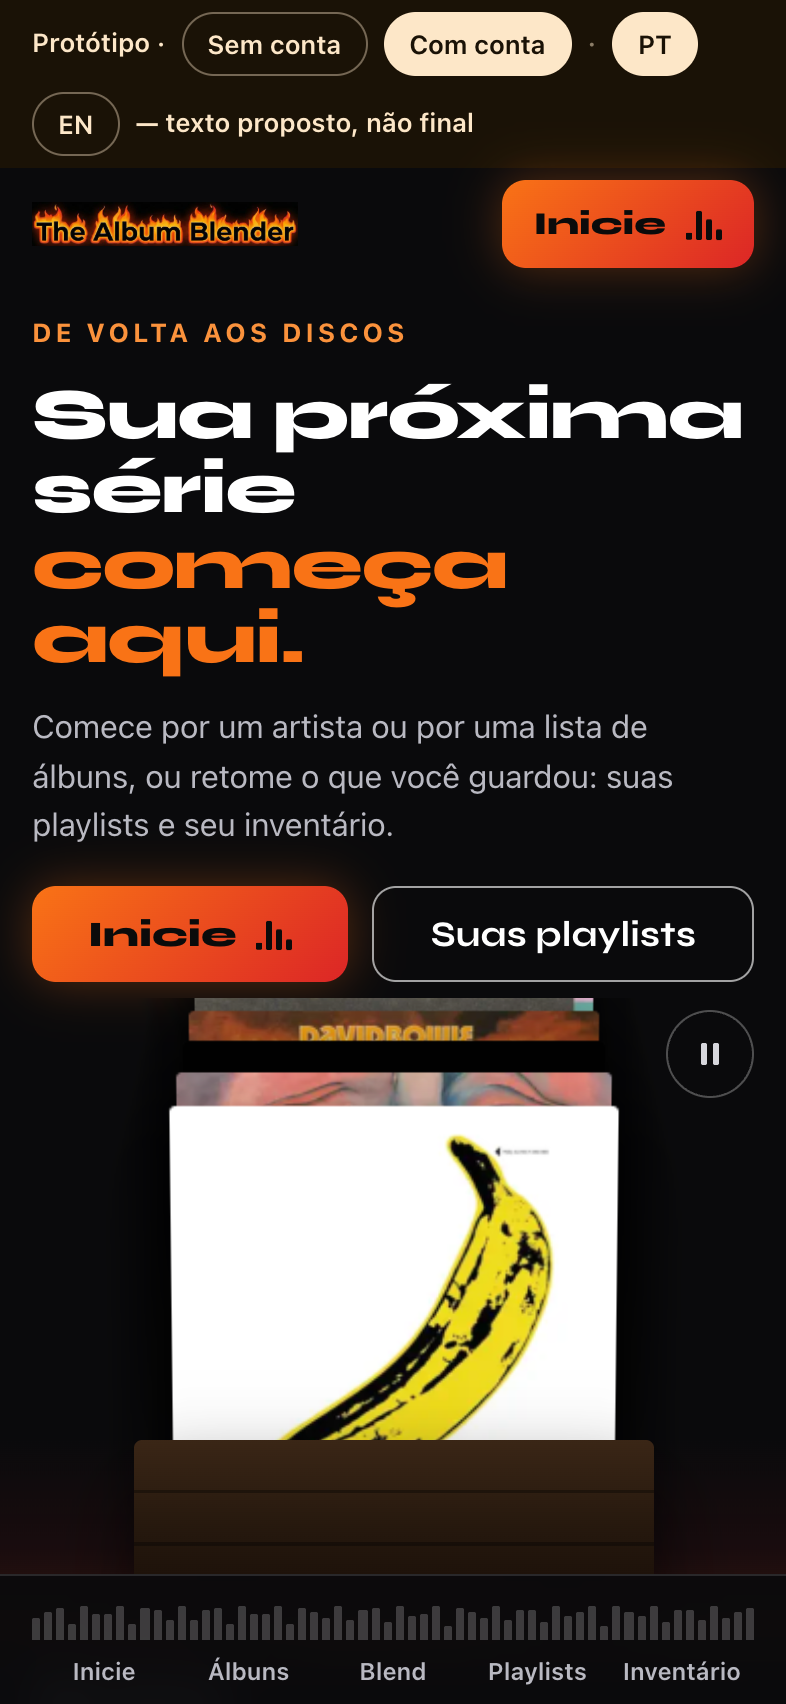 Protótipo · Sem conta Com conta · PT
EN — texto proposto, não final
The Album Blender Inicie
DE VOLTA AOS DISCOS
Sua próxima
série
começa
aqui.
Comece por um artista ou por uma lista de
álbuns, ou retome o que você guardou: suas
playlists e seu inventário.
Inicie Suas playlists
DAVIDBOWIE
Inicie Álbuns Blend Playlists Inventário